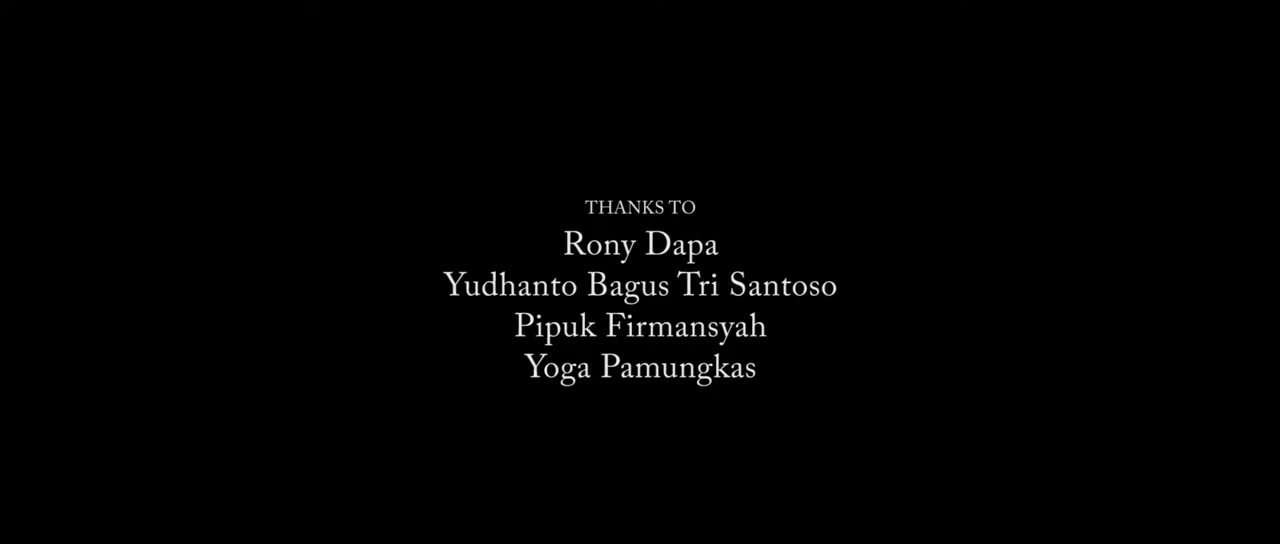 THANKS TO
Rony Dapa
Yudhanto Bagus Tri Santoso
Pipuk Firmansyah
Yoga Pamungkas